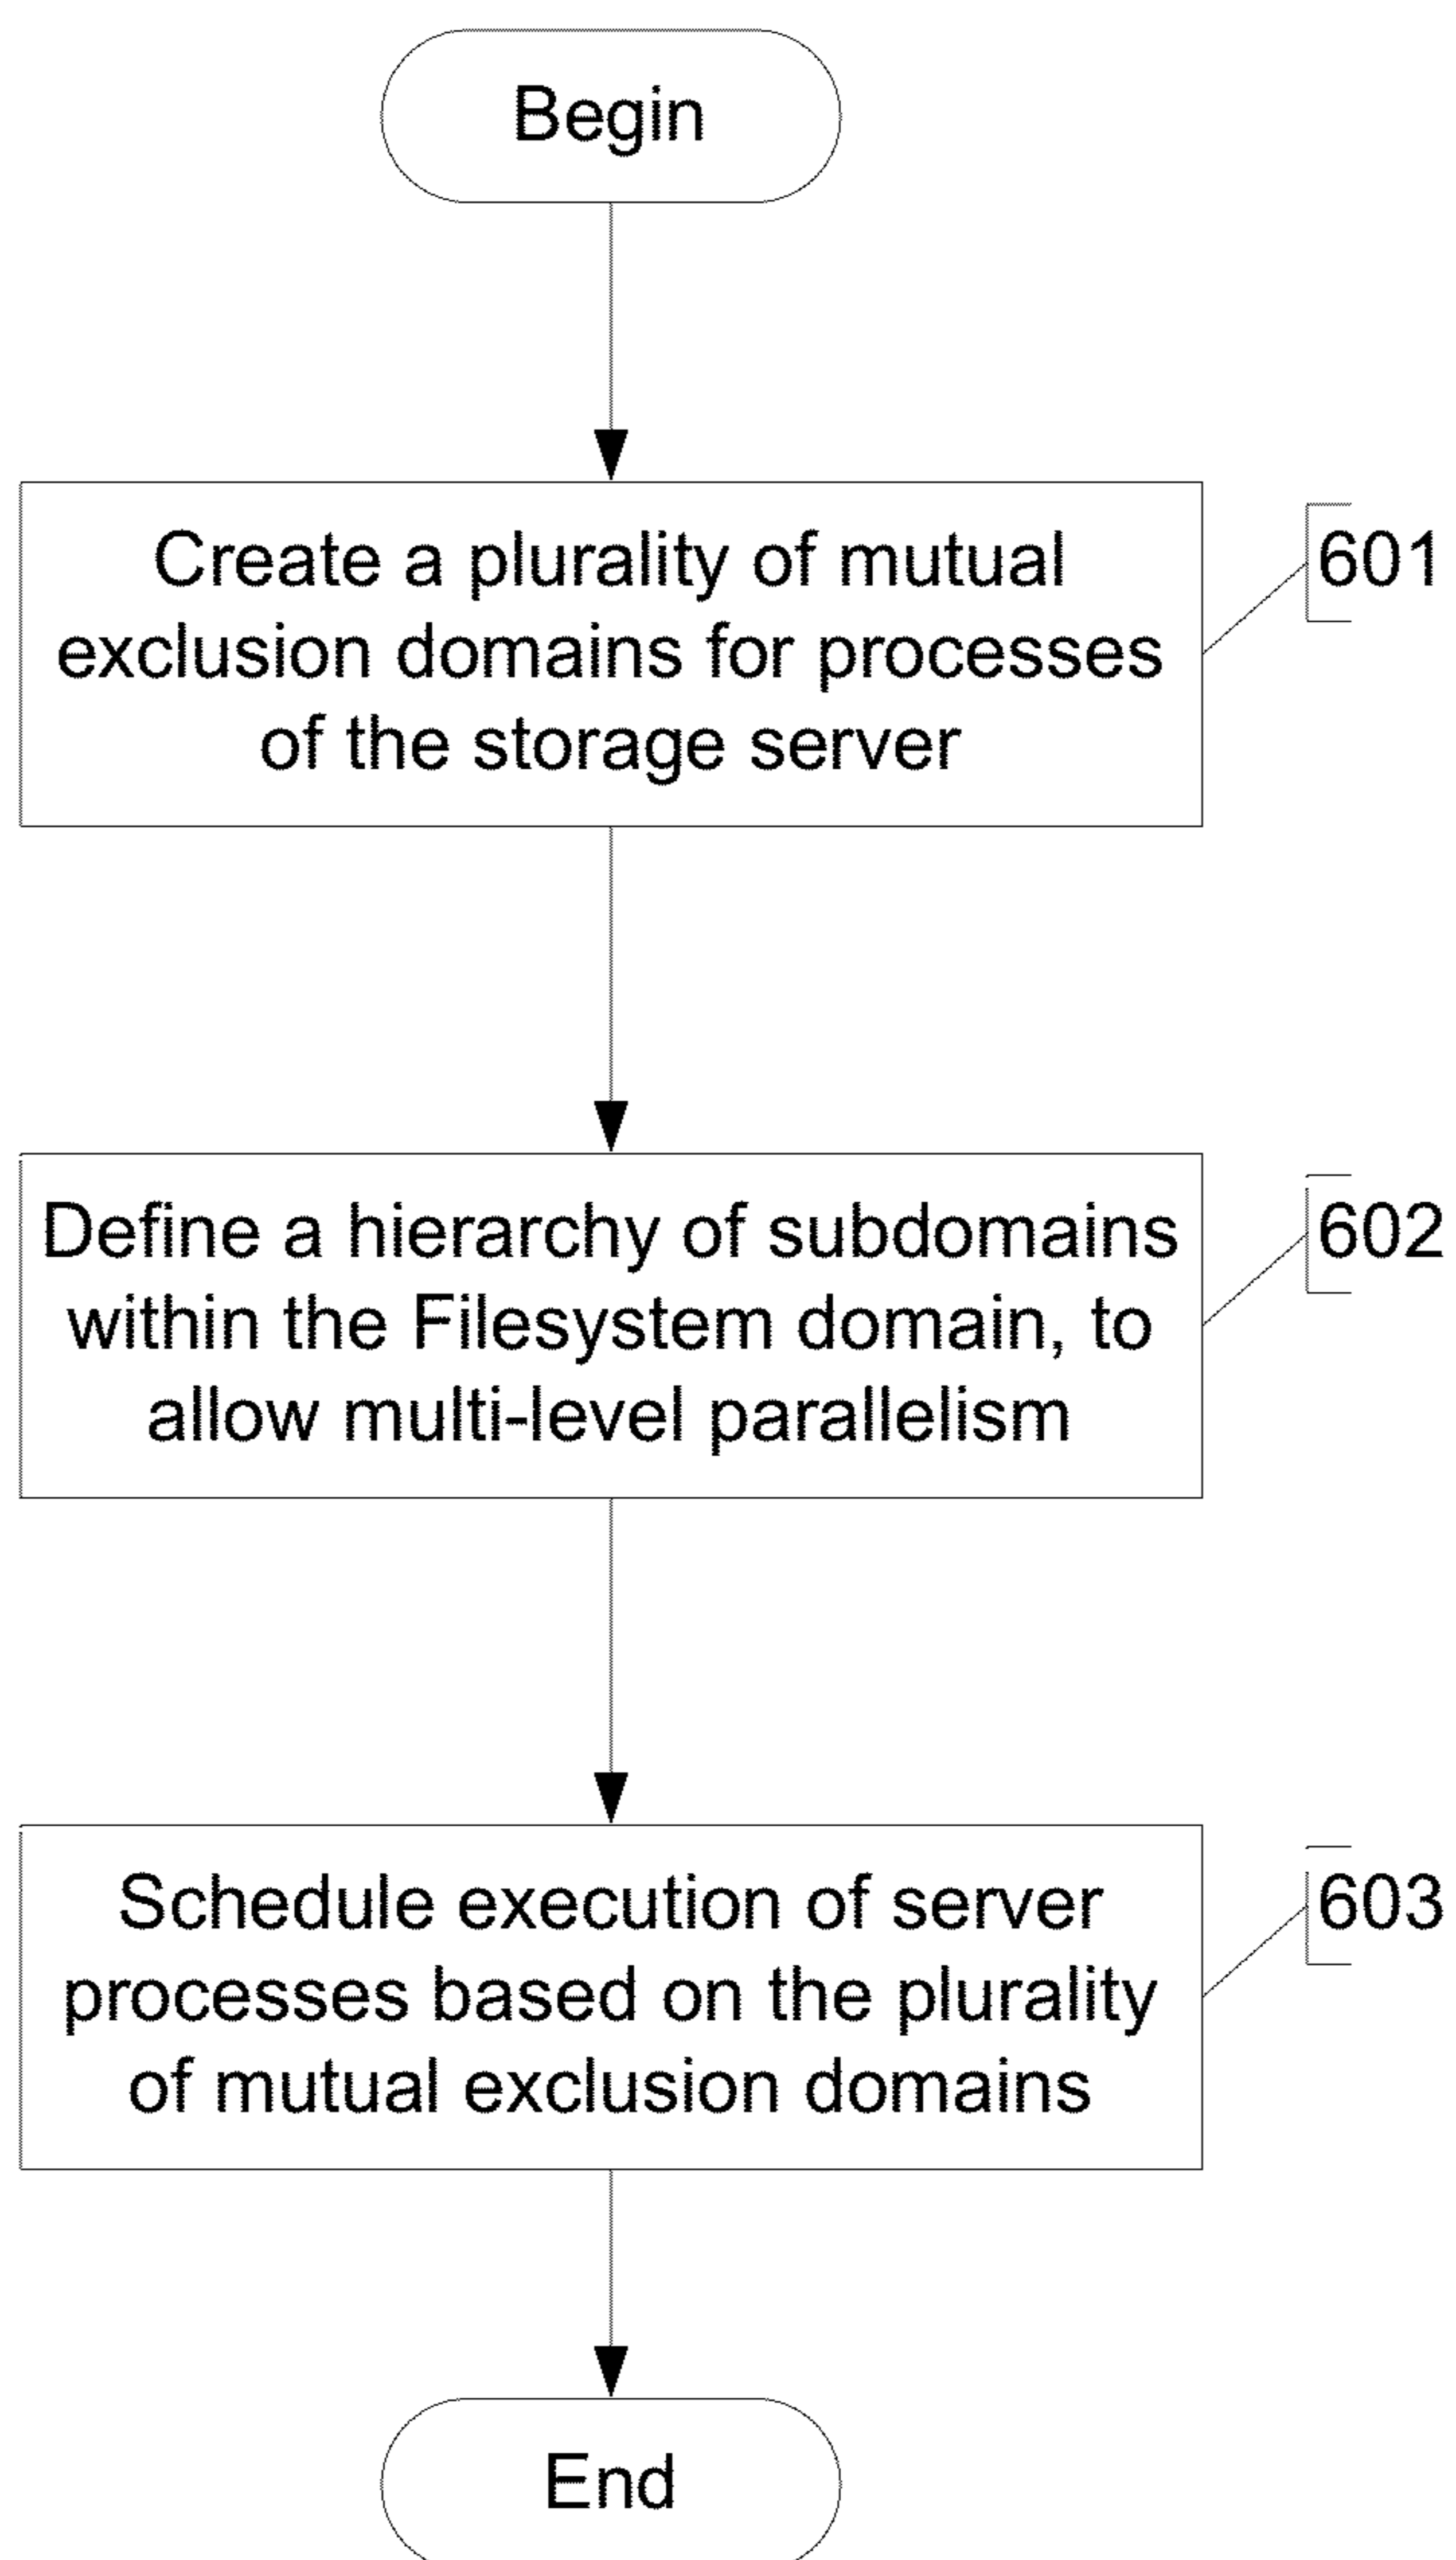 Begin
Create a plurality of mutual
exclusion domains for processes
of the storage server
601
Define a hierarchy of subdomains
within the Filesystem domain, to
allow multi-level parallelism
602
Schedule execution of server
processes based on the plurality
of mutual exclusion domains
603
End